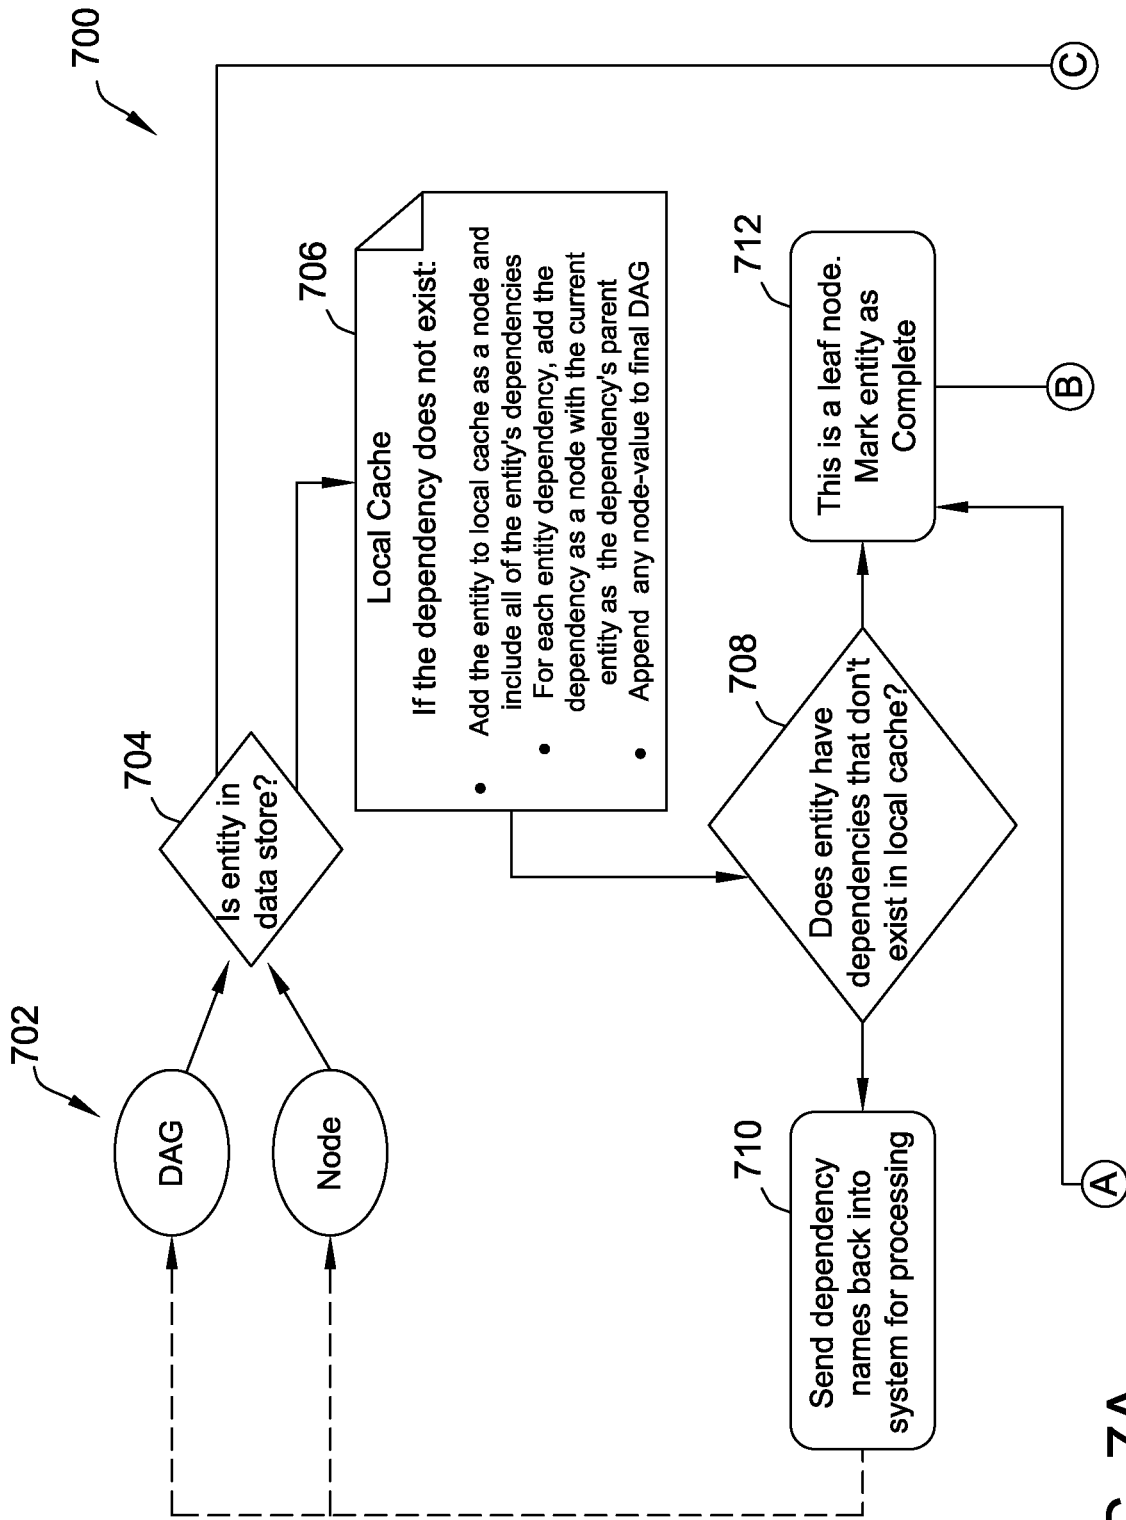 700
702
DAG
Node
704
Is entity in
data store?
706
Local Cache
If the dependency does not exist:
• Add the entity to local cache as a node and
include all of the entity's dependencies
• For each entity dependency, add the
dependency as a node with the current
entity as the dependency's parent
• Append any node-value to final DAG
708
Does entity have
dependencies that don't
exist in local cache?
710
Send dependency
names back into
system for processing
712
This is a leaf node.
Mark entity as
Complete
A
B
C